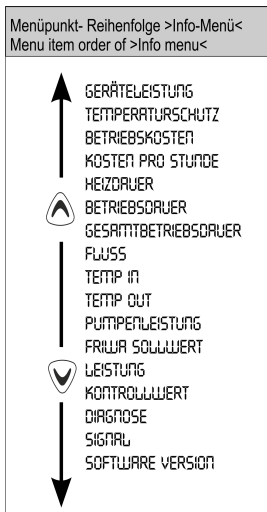 Menüpunkt- Reihenfolge >Info-Menü<
Menu item order of >Info menu<
GERÄTELEISTUNG
TEMPERATURSCHUTZ
BETRIEBSKOSTEN
KOSTEN PRO STUNDE
HEIZDAUER
BETRIEBSDAUER
GESAMTBETRIEBSDAUER
FLUSS
TEMP IN
TEMP OUT
PUMPENLEISTUNG
FRIWA SOLLWERT
LEISTUNG
KONTROLLWERT
DIAGNOSE
SIGNAL
SOFTWARE VERSION